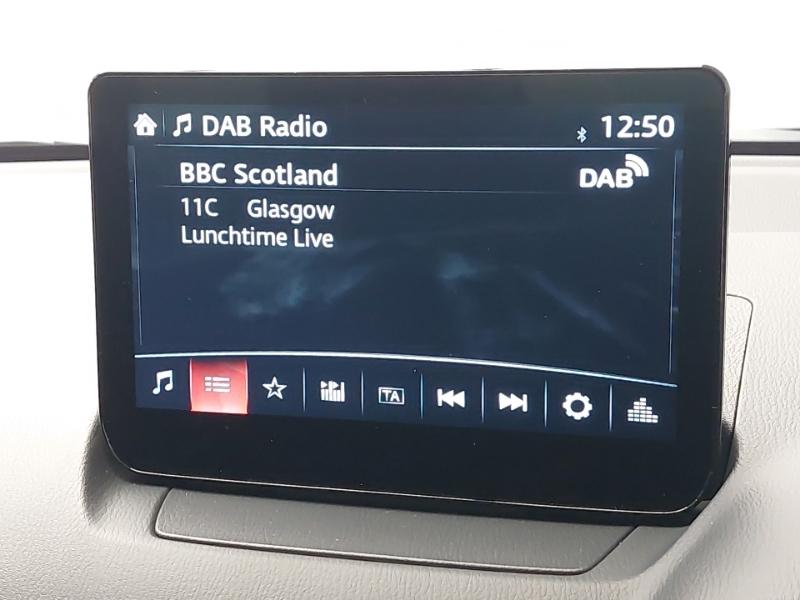 DAB Radio 12:50
BBC Scotland DAB
11C Glasgow
Lunchtime Live
TA